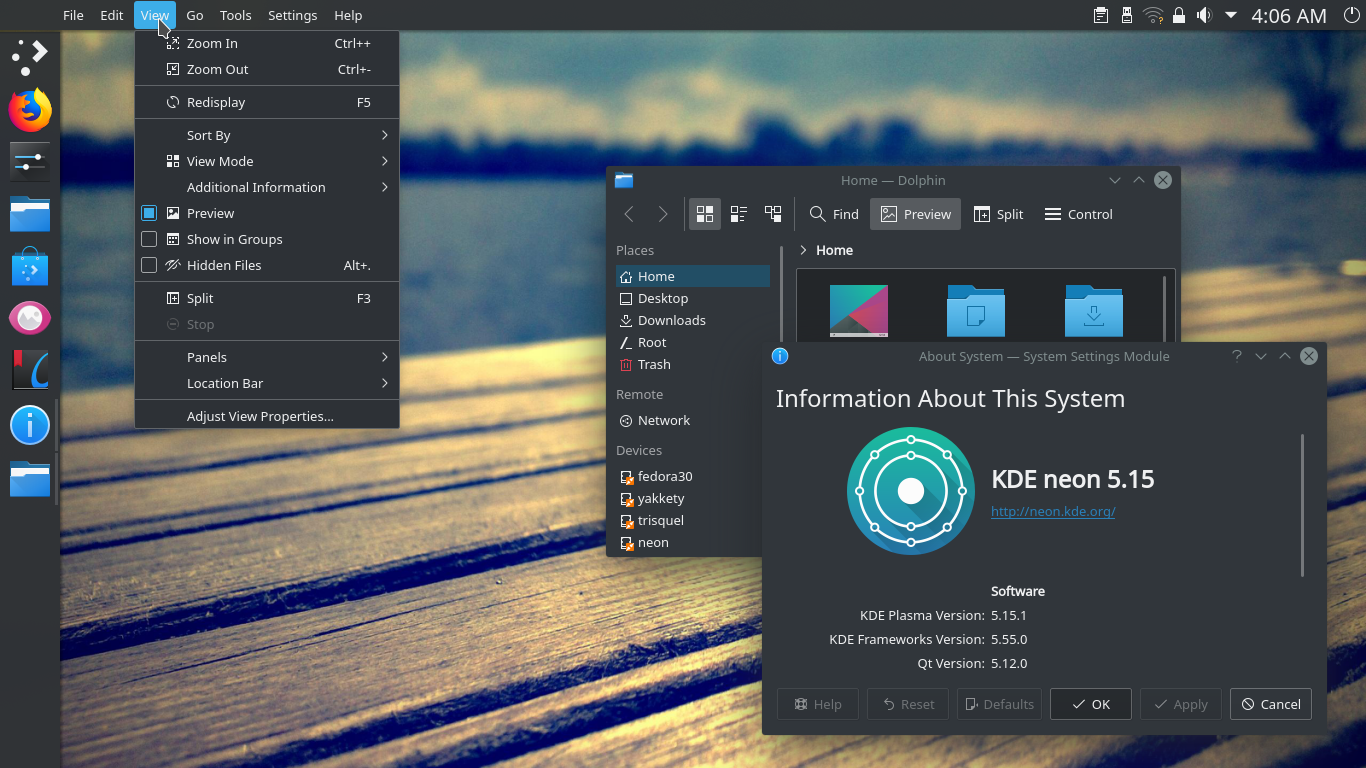 File Edit View Go Tools Settings Help
4:06 AM
Zoom In Ctrl++
Zoom Out Ctrl+-
Redisplay F5
Sort By
View Mode
Additional Information
Preview
Show in Groups
Hidden Files Alt+.
Split F3
Stop
Panels
Location Bar
Adjust View Properties...
Home — Dolphin
Find Preview Split Control
Places
Home
Desktop
Downloads
Root
Trash
Remote
Network
Devices
fedora30
yakkety
trisquel
neon
Home
About System — System Settings Module
Information About This System
KDE neon 5.15
http://neon.kde.org/
Software
KDE Plasma Version: 5.15.1
KDE Frameworks Version: 5.55.0
Qt Version: 5.12.0
Help Reset Defaults OK Apply Cancel